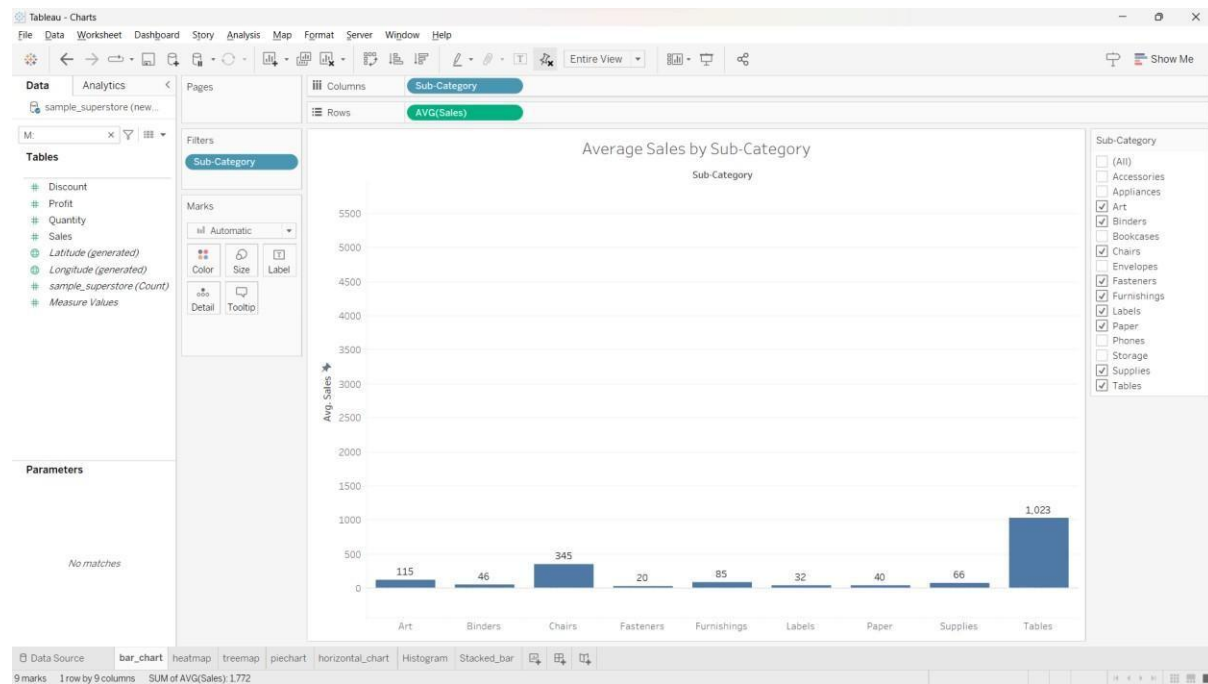 Tableau - Charts
File Data Worksheet Dashboard Story Analysis Map Format Server Window Help
Entire View
Show Me
Data Analytics
Pages
Columns
Sub-Category
sample_superstore (new...
Rows
AVG(Sales)
M:
Tables
Discount
Profit
Quantity
Sales
Latitude (generated)
Longitude (generated)
sample_superstore (Count)
Measure Values
Parameters
No matches
Filters
Sub-Category
Marks
Automatic
Color Size Label
Detail Tooltip
Average Sales by Sub-Category
Sub-Category
Avg. Sales
5500
5000
4500
4000
3500
3000
2500
2000
1500
1000
500
0
115 46 345 20 85 32 40 66 1,023
Art Binders Chairs Fasteners Furnishings Labels Paper Supplies Tables
Sub-Category
(All)
Accessories
Appliances
Art
Binders
Bookcases
Chairs
Envelopes
Fasteners
Furnishings
Labels
Paper
Phones
Storage
Supplies
Tables
Data Source bar_chart heatmap treemap piechart horizontal_chart Histogram Stacked_bar
9 marks 1 row by 9 columns SUM of AVG(Sales): 1,772